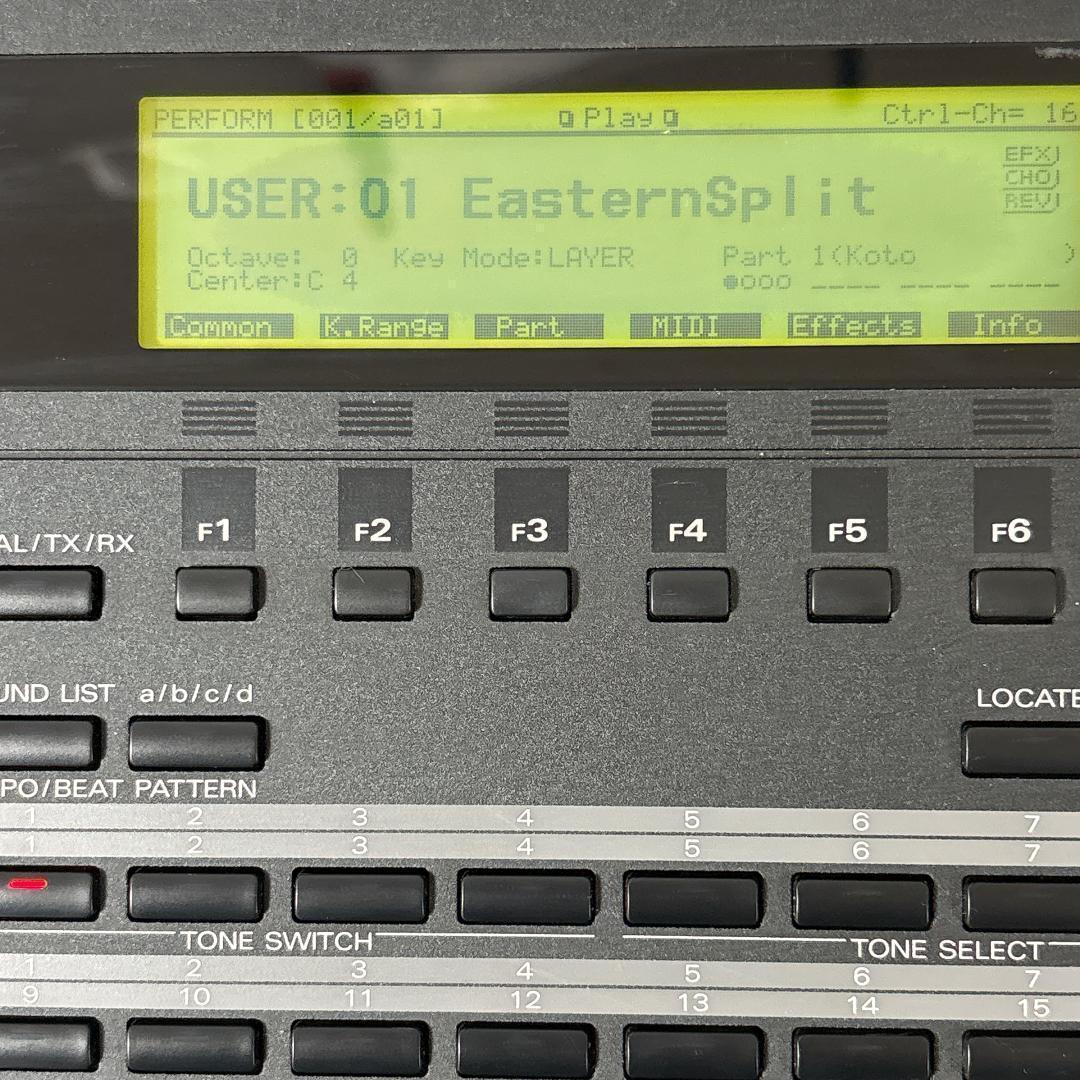 PERFORM [001/a01] Play Ctrl-Ch= 16
USER:01 EasternSplit
EFX
CHO
REV
Octave: 0 Key Mode:LAYER Part 1(Koto )
Center:C 4
Common K.Range Part MIDI Effects Info
F1 F2 F3 F4 F5 F6
AL/TX/RX
UND LIST a/b/c/d LOCATE
PO/BEAT PATTERN
1 2 3 4 5 6 7
1 2 3 4 5 6 7
TONE SWITCH TONE SELECT
1 2 3 4 5 6 7
9 10 11 12 13 14 15